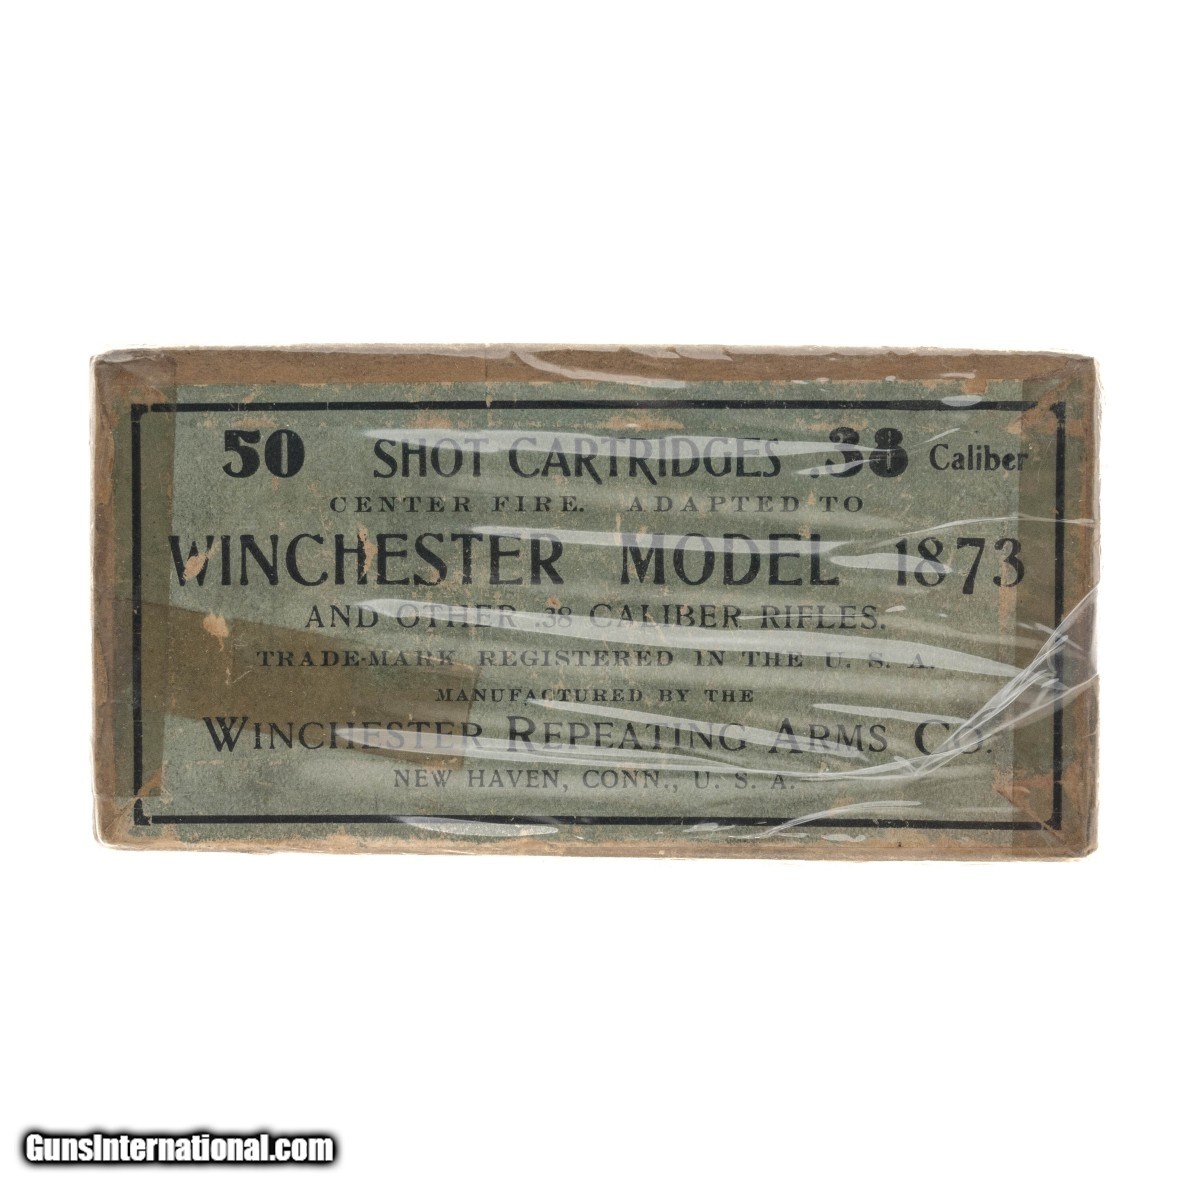 50 SHOT CARTRIDGES .38 Caliber
CENTER FIRE. ADAPTED TO
WINCHESTER MODEL 1873
AND OTHER .38 CALIBER RIFLES.
TRADE-MARK REGISTERED IN THE U. S. A.
MANUFACTURED BY THE
WINCHESTER REPEATING ARMS CO.
NEW HAVEN, CONN., U. S. A.
GunsInternational.com